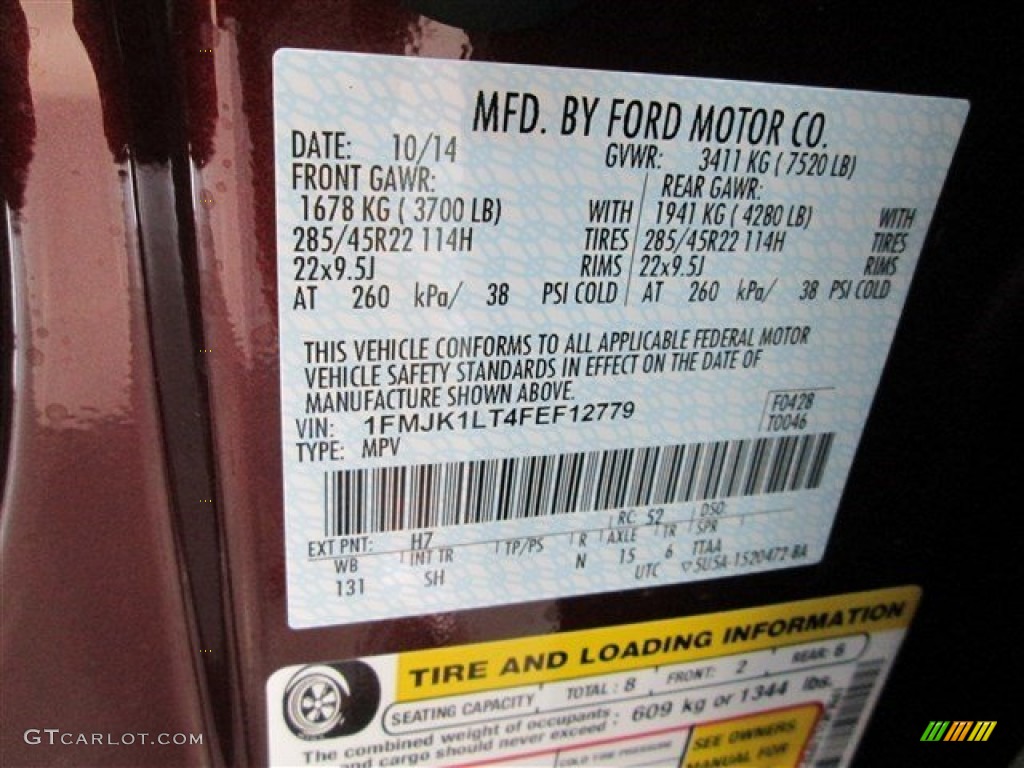 MFD. BY FORD MOTOR CO.
DATE: 10/14 GVWR: 3411 KG ( 7520 LB)
FRONT GAWR: REAR GAWR:
1678 KG ( 3700 LB) WITH 1941 KG ( 4280 LB) WITH
285/45R22 114H TIRES 285/45R22 114H TIRES
22x9.5J RIMS 22x9.5J RIMS
AT 260 kPa/ 38 PSI COLD AT 260 kPa/ 38 PSI COLD
THIS VEHICLE CONFORMS TO ALL APPLICABLE FEDERAL MOTOR
VEHICLE SAFETY STANDARDS IN EFFECT ON THE DATE OF
MANUFACTURE SHOWN ABOVE.
VIN: 1FMJK1LT4FEF12779 F0428
TYPE: MPV T0046
EXT PNT: H7 RC: 52 DSO:
WB INT TR TP/PS R AXLE TR SPR
131 SH N 15 6 TTAA
UTC ▽5U5A-1520472-BA
TIRE AND LOADING INFORMATION
SEATING CAPACITY TOTAL : 8 FRONT: 2 REAR: 6
The combined weight of occupants : 609 kg or 1344 lbs.
and cargo should never exceed
COLD TIRE PRESSURE SEE OWNERS
MANUAL FOR
GTCARLOT.COM